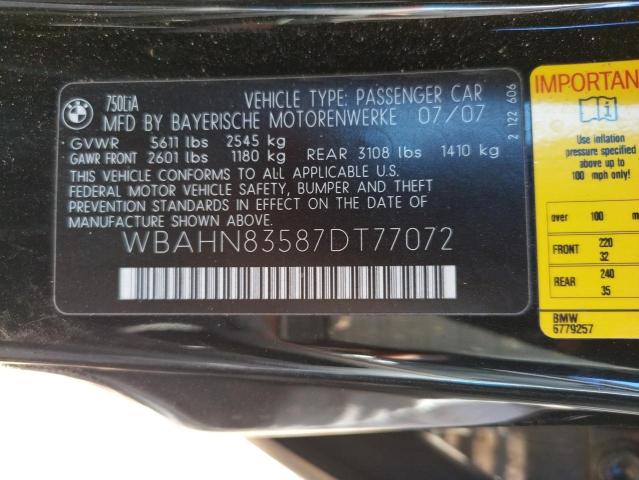 BMW
750LiA
VEHICLE TYPE: PASSENGER CAR
MFD BY BAYERISCHE MOTORENWERKE 07/07
GVWR 5611 lbs 2545 kg
GAWR FRONT 2601 lbs 1180 kg REAR 3108 lbs 1410 kg
THIS VEHICLE CONFORMS TO ALL APPLICABLE U.S.
FEDERAL MOTOR VEHICLE SAFETY, BUMPER AND THEFT
PREVENTION STANDARDS IN EFFECT ON THE DATE OF
MANUFACTURE SHOWN ABOVE.
WBAHN83587DT77072
2 122 606
IMPORTAN
Use inflation
pressure specified
above up to
100 mph only!
over 100 m
FRONT 220
32
REAR 240
35
BMW
6779257